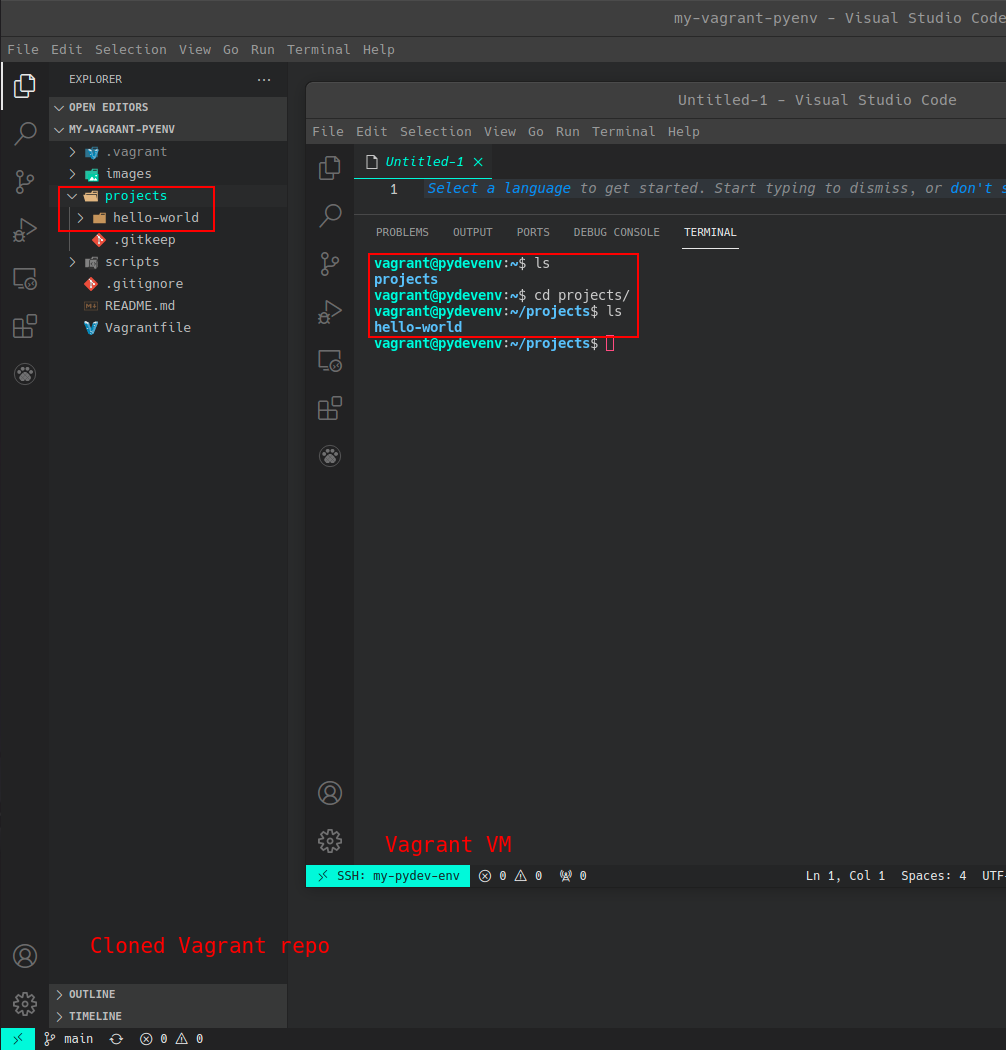 my-vagrant-pyenv - Visual Studio Code
File Edit Selection View Go Run Terminal Help
EXPLORER ...
OPEN EDITORS
MY-VAGRANT-PYENV
.vagrant
images
projects
hello-world
.gitkeep
scripts
.gitignore
README.md
Vagrantfile
Untitled-1 - Visual Studio Code
File Edit Selection View Go Run Terminal Help
Untitled-1
1 Select a language to get started. Start typing to dismiss, or don't s
PROBLEMS OUTPUT PORTS DEBUG CONSOLE TERMINAL
vagrant@pydevenv:~$ ls
projects
vagrant@pydevenv:~$ cd projects/
vagrant@pydevenv:~/projects$ ls
hello-world
vagrant@pydevenv:~/projects$
Vagrant VM
SSH: my-pydev-env 0 0 0 Ln 1, Col 1 Spaces: 4 UTF-
Cloned Vagrant repo
OUTLINE
TIMELINE
main 0 0